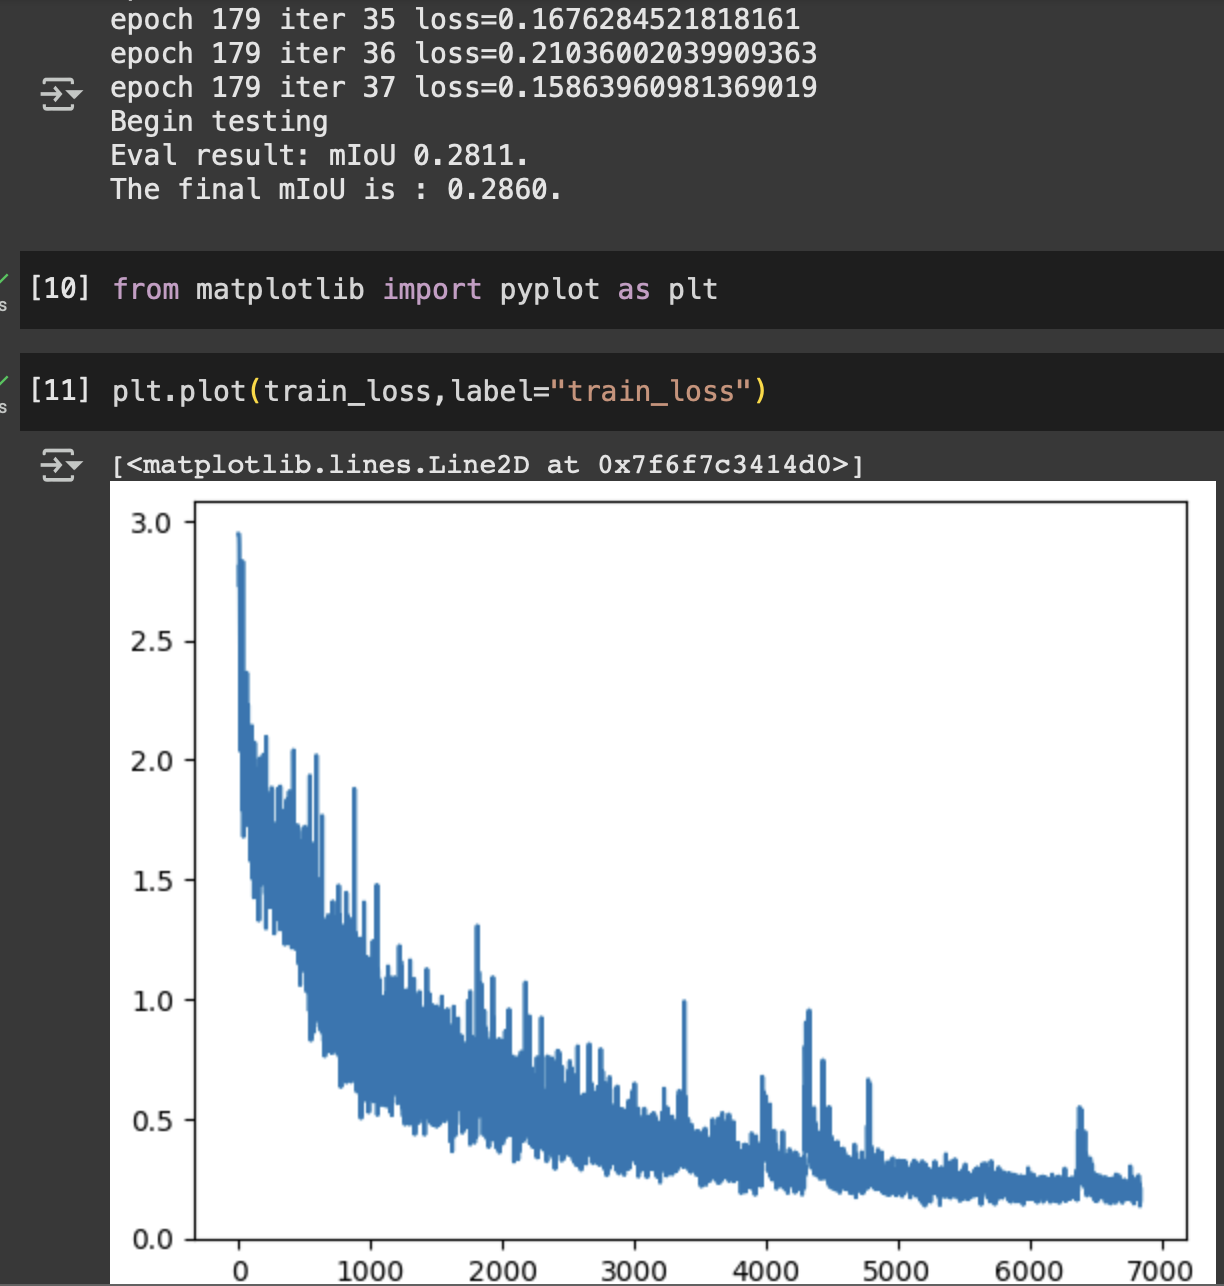 epoch 179 iter 35 loss=0.1676284521818161
epoch 179 iter 36 loss=0.21036002039909363
epoch 179 iter 37 loss=0.15863960981369019
Begin testing
Eval result: mIoU 0.2811.
The final mIoU is : 0.2860.
[10] from matplotlib import pyplot as plt
s
[11] plt.plot(train_loss,label="train_loss")
s
[<matplotlib.lines.Line2D at 0x7f6f7c3414d0>]
3.0
2.5
2.0
1.5
1.0
0.5
0.0
0 1000 2000 3000 4000 5000 6000 7000